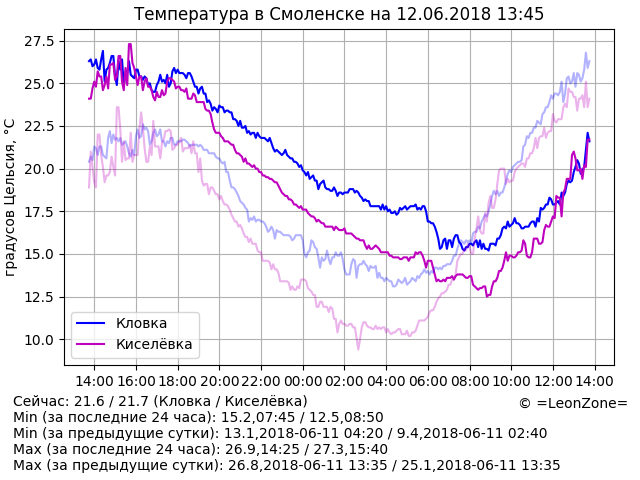 Температура в Смоленске на 12.06.2018 13:45
градусов Цельсия, °C
27.5
25.0
22.5
20.0
17.5
15.0
12.5
10.0
Кловка
Киселёвка
14:00 16:00 18:00 20:00 22:00 00:00 02:00 04:00 06:00 08:00 10:00 12:00 14:00
Сейчас: 21.6 / 21.7 (Кловка / Киселёвка)
© =LeonZone=
Min (за последние 24 часа): 15.2,07:45 / 12.5,08:50
Min (за предыдущие сутки): 13.1,2018-06-11 04:20 / 9.4,2018-06-11 02:40
Max (за последние 24 часа): 26.9,14:25 / 27.3,15:40
Max (за предыдущие сутки): 26.8,2018-06-11 13:35 / 25.1,2018-06-11 13:35